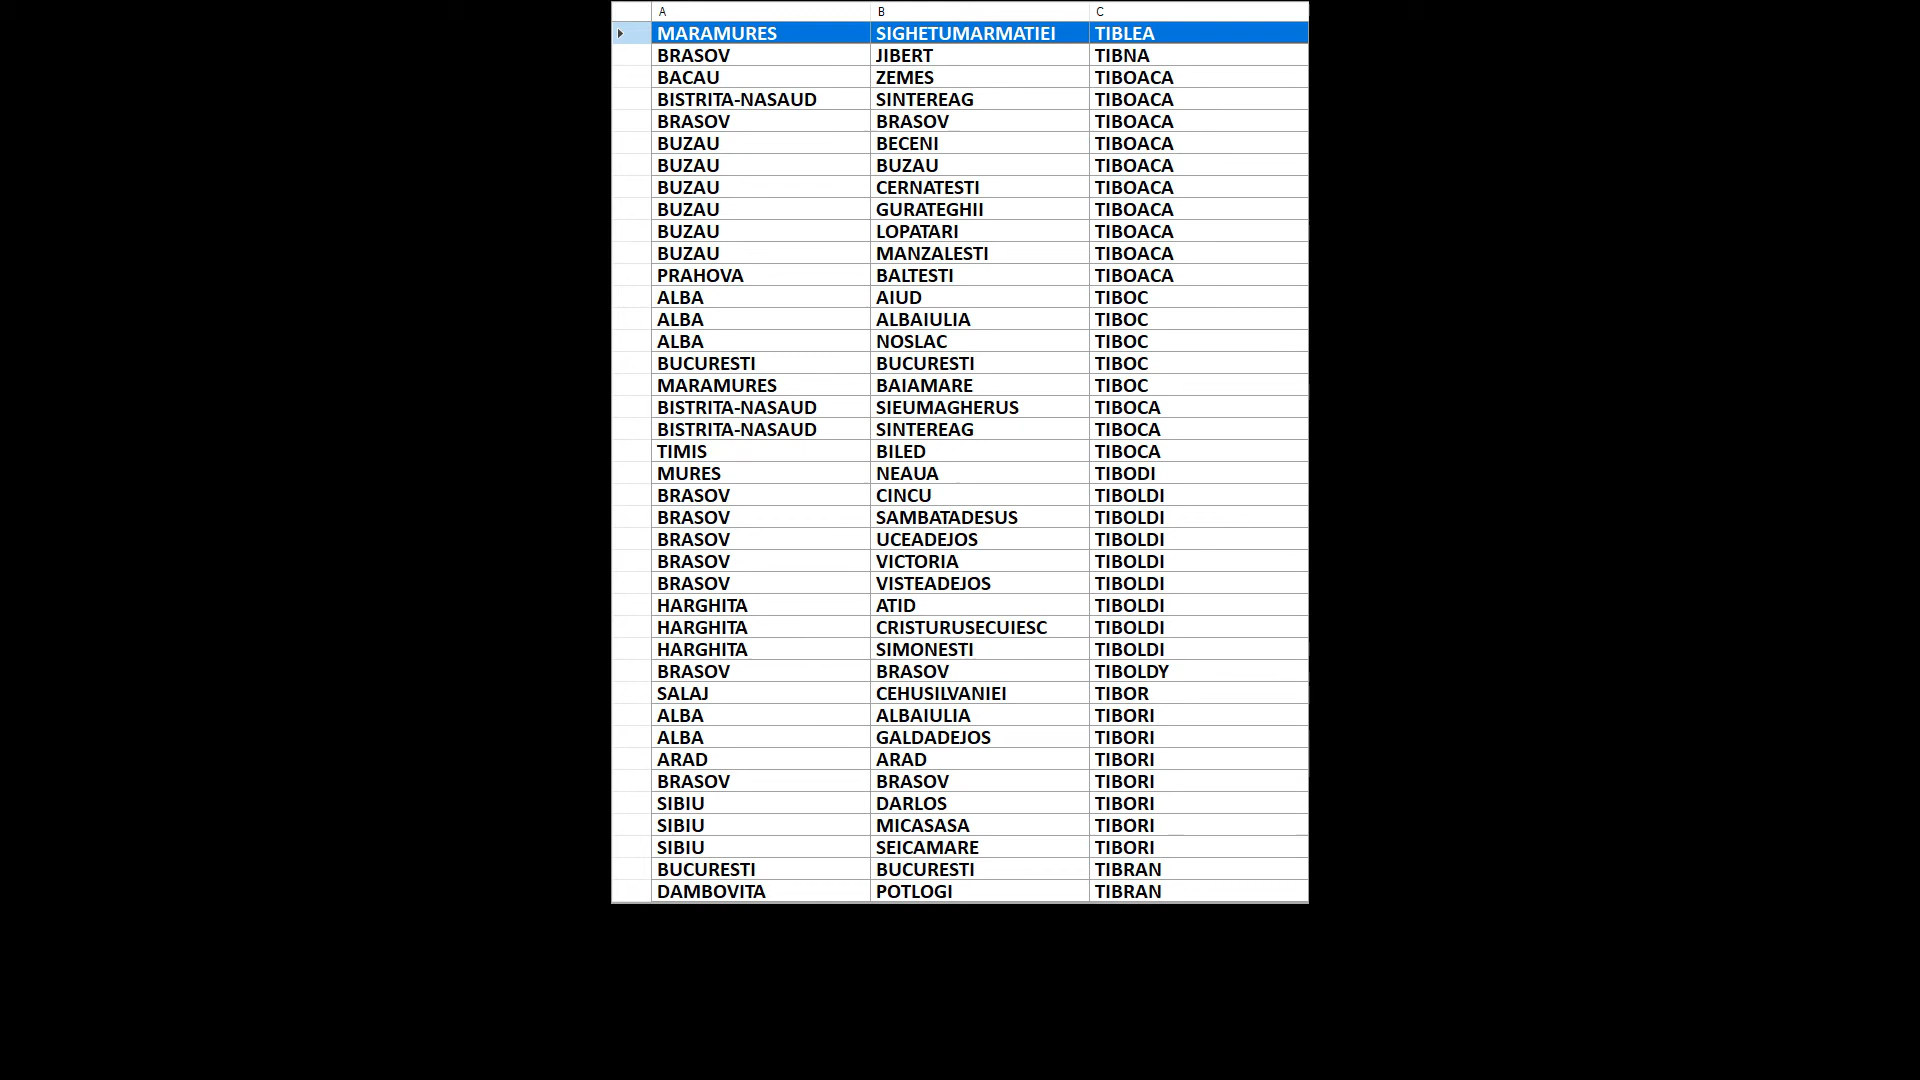 A B C
MARAMURES SIGHETUMARMATIEI TIBLEA
BRASOV JIBERT TIBNA
BACAU ZEMES TIBOACA
BISTRITA-NASAUD SINTEREAG TIBOACA
BRASOV BRASOV TIBOACA
BUZAU BECENI TIBOACA
BUZAU BUZAU TIBOACA
BUZAU CERNATESTI TIBOACA
BUZAU GURATEGHII TIBOACA
BUZAU LOPATARI TIBOACA
BUZAU MANZALESTI TIBOACA
PRAHOVA BALTESTI TIBOACA
ALBA AIUD TIBOC
ALBA ALBAIULIA TIBOC
ALBA NOSLAC TIBOC
BUCURESTI BUCURESTI TIBOC
MARAMURES BAIAMARE TIBOC
BISTRITA-NASAUD SIEUMAGHERUS TIBOCA
BISTRITA-NASAUD SINTEREAG TIBOCA
TIMIS BILED TIBOCA
MURES NEAUA TIBODI
BRASOV CINCU TIBOLDI
BRASOV SAMBATADESUS TIBOLDI
BRASOV UCEADEJOS TIBOLDI
BRASOV VICTORIA TIBOLDI
BRASOV VISTEADEJOS TIBOLDI
HARGHITA ATID TIBOLDI
HARGHITA CRISTURUSECUIESC TIBOLDI
HARGHITA SIMONESTI TIBOLDI
BRASOV BRASOV TIBOLDY
SALAJ CEHUSILVANIEI TIBOR
ALBA ALBAIULIA TIBORI
ALBA GALDADEJOS TIBORI
ARAD ARAD TIBORI
BRASOV BRASOV TIBORI
SIBIU DARLOS TIBORI
SIBIU MICASASA TIBORI
SIBIU SEICAMARE TIBORI
BUCURESTI BUCURESTI TIBRAN
DAMBOVITA POTLOGI TIBRAN